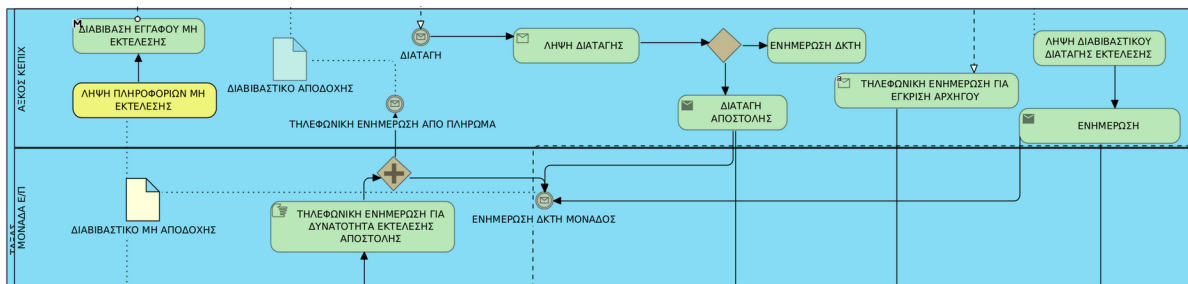 ΑΞΚΟΣ ΚΕΠΙΧ
ΔΙΑΒΙΒΑΣΗ ΕΓΓΑΦΟΥ ΜΗ
ΕΚΤΕΛΕΣΗΣ
ΛΗΨΗ ΠΛΗΡΟΦΟΡΙΩΝ ΜΗ
ΕΚΤΕΛΕΣΗΣ
ΔΙΑΒΙΒΑΣΤΙΚΟ ΑΠΟΔΟΧΗΣ
ΔΙΑΤΑΓΗ
ΤΗΛΕΦΩΝΙΚΗ ΕΝΗΜΕΡΩΣΗ ΑΠΟ ΠΛΗΡΩΜΑ
ΛΗΨΗ ΔΙΑΤΑΓΗΣ
ΕΝΗΜΕΡΩΣΗ ΔΚΤΗ
ΔΙΑΤΑΓΗ
ΑΠΟΣΤΟΛΗΣ
ΤΗΛΕΦΩΝΙΚΗ ΕΝΗΜΕΡΩΣΗ ΓΙΑ
ΕΓΚΡΙΣΗ ΑΡΧΗΓΟΥ
ΛΗΨΗ ΔΙΑΒΙΒΑΣΤΙΚΟΥ
ΔΙΑΤΑΓΗΣ ΕΚΤΕΛΕΣΗΣ
ΕΝΗΜΕΡΩΣΗ
ΜΟΝΑΔΑ Ε/Π
ΔΙΑΒΙΒΑΣΤΙΚΟ ΜΗ ΑΠΟΔΟΧΗΣ
ΤΗΛΕΦΩΝΙΚΗ ΕΝΗΜΕΡΩΣΗ ΓΙΑ
ΔΥΝΑΤΟΤΗΤΑ ΕΚΤΕΛΕΣΗΣ
ΑΠΟΣΤΟΛΗΣ
ΕΝΗΜΕΡΩΣΗ ΔΚΤΗ ΜΟΝΑΔΟΣ